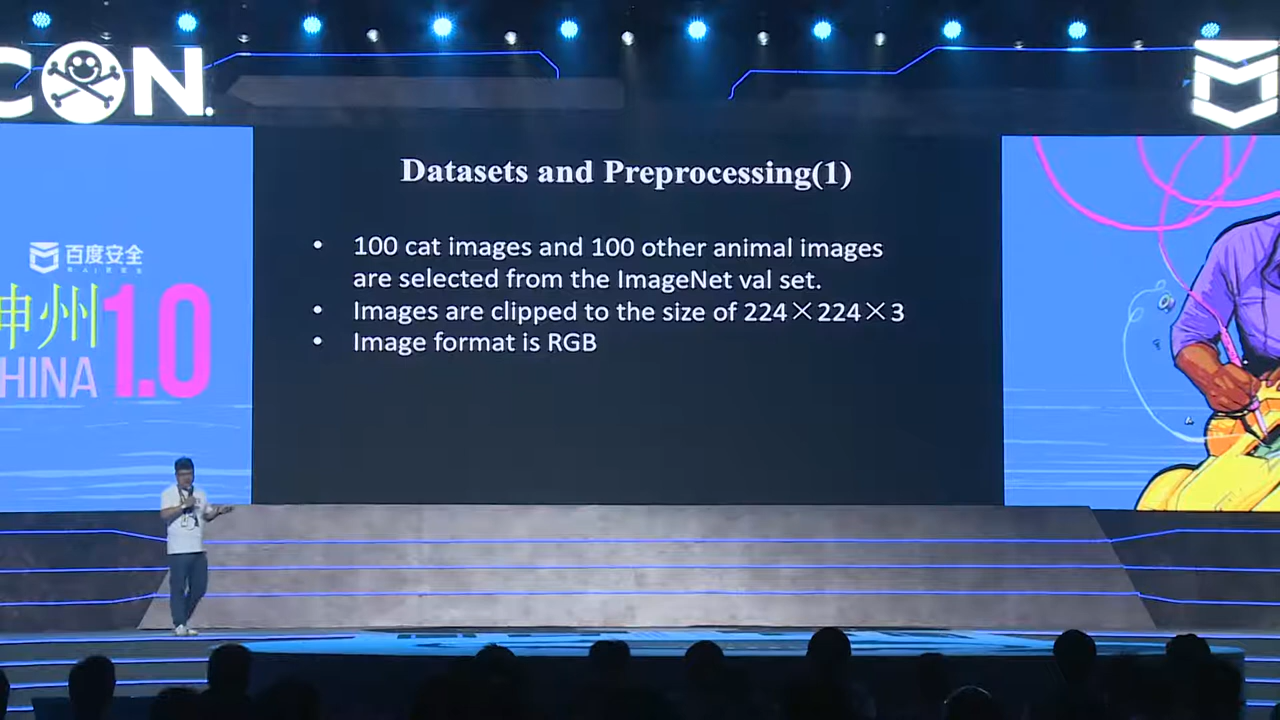 CON.
Datasets and Preprocessing(1)
• 100 cat images and 100 other animal images
are selected from the ImageNet val set.
• Images are clipped to the size of 224×224×3
• Image format is RGB
百度安全
神州1.0
HINA